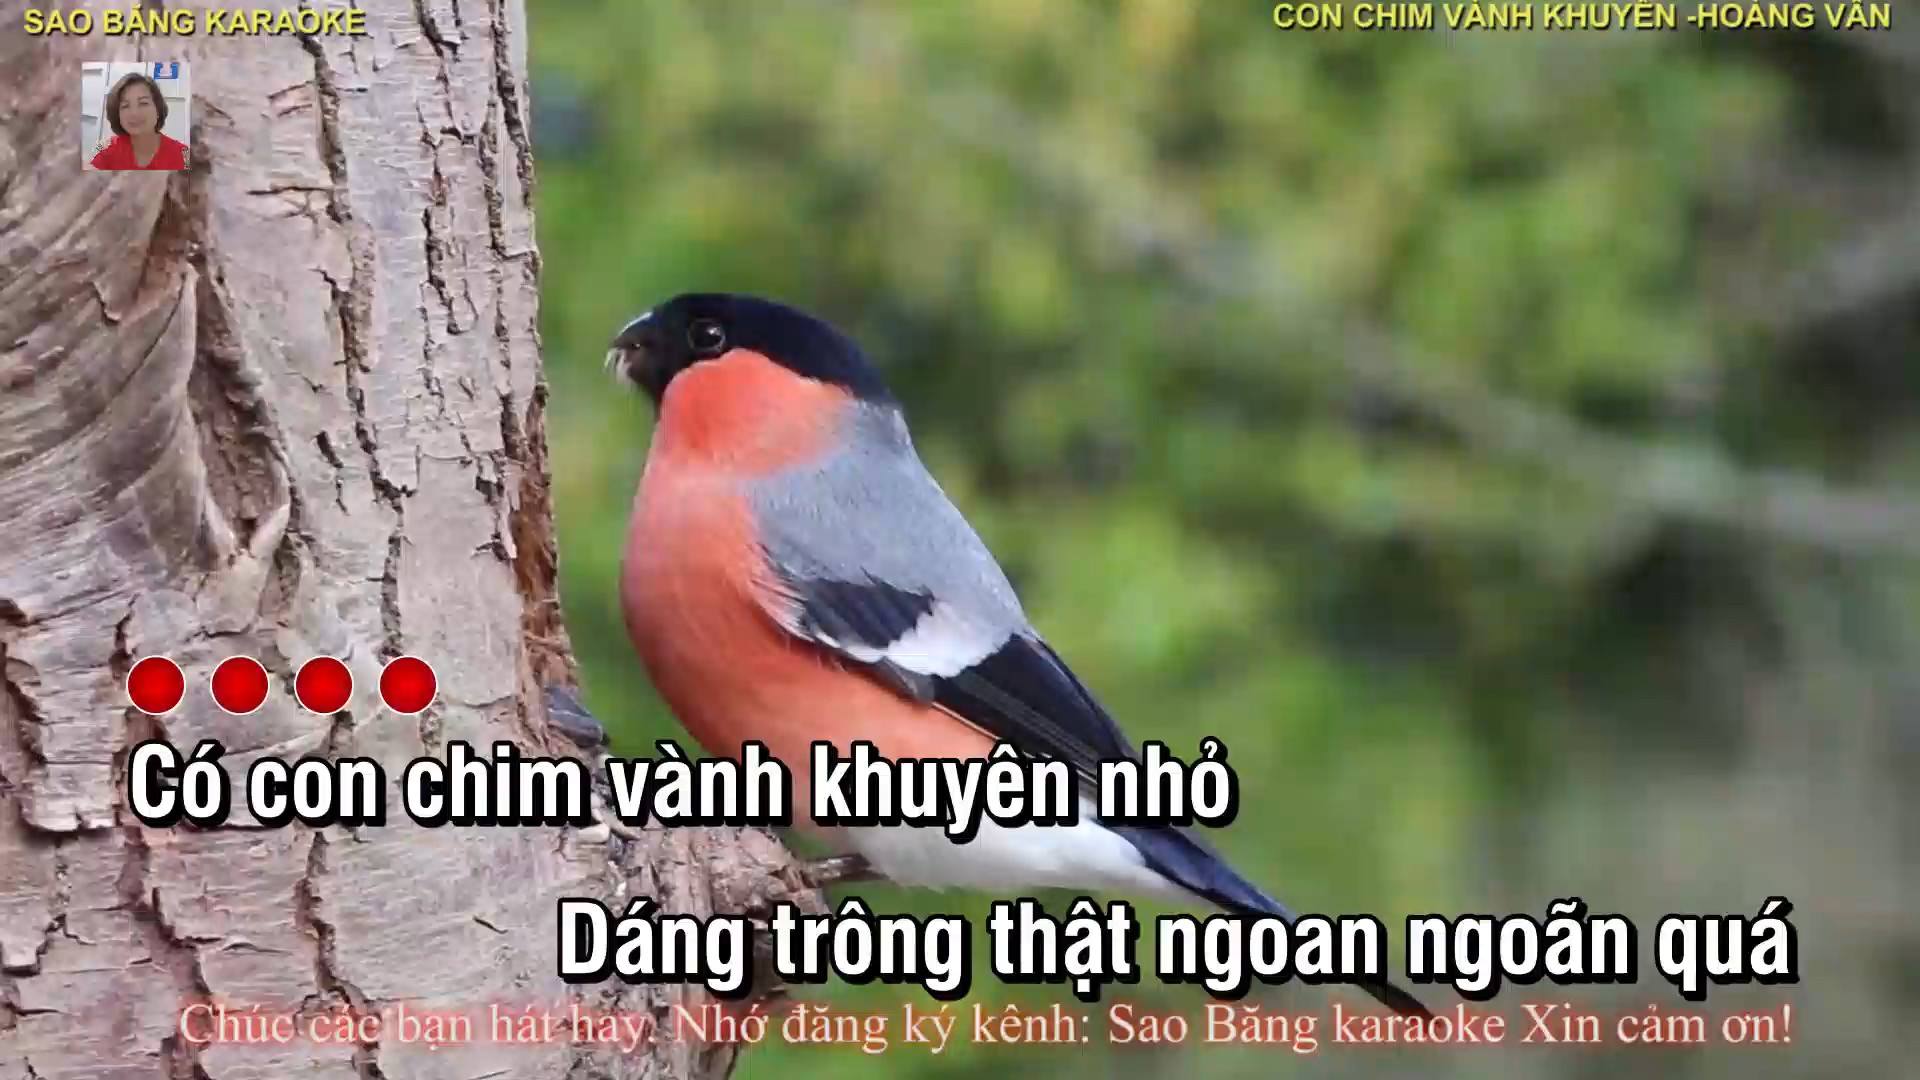 SAO BĂNG KARAOKE
CON CHIM VÀNH KHUYÊN -HOÀNG VÂN
Có con chim vành khuyên nhỏ
Dáng trông thật ngoan ngoãn quá
Chúc các bạn hát hay. Nhớ đăng ký kênh: Sao Băng karaoke Xin cảm ơn!